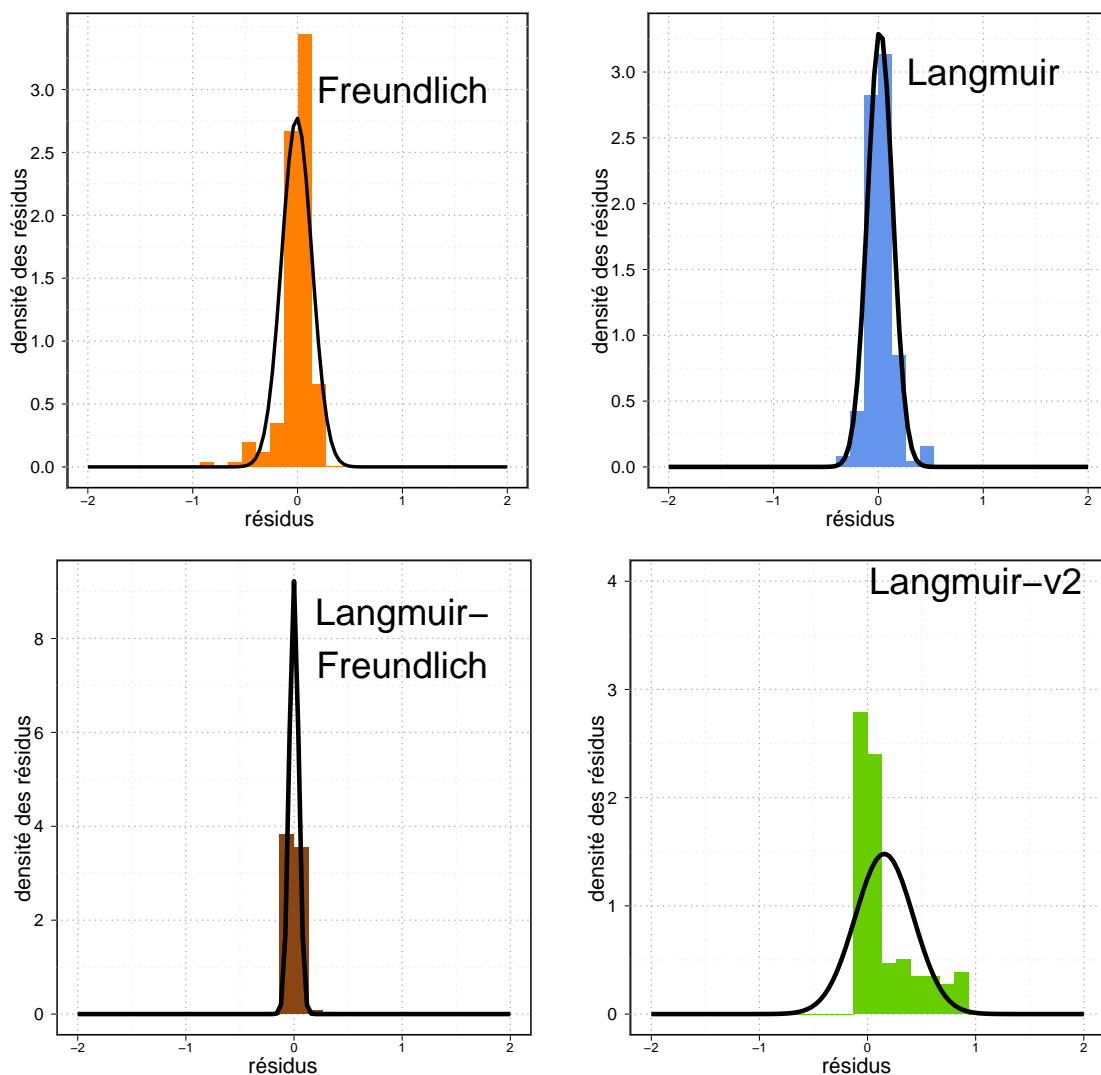 Freundlich
densité des résidus
3.0
2.5
2.0
1.5
1.0
0.5
0.0
−2 −1 0 1 2
résidus
Langmuir
densité des résidus
3.0
2.5
2.0
1.5
1.0
0.5
0.0
−2 −1 0 1 2
résidus
Langmuir−
Freundlich
densité des résidus
8
6
4
2
0
−2 −1 0 1 2
résidus
Langmuir−v2
densité des résidus
4
3
2
1
0
−2 −1 0 1 2
résidus